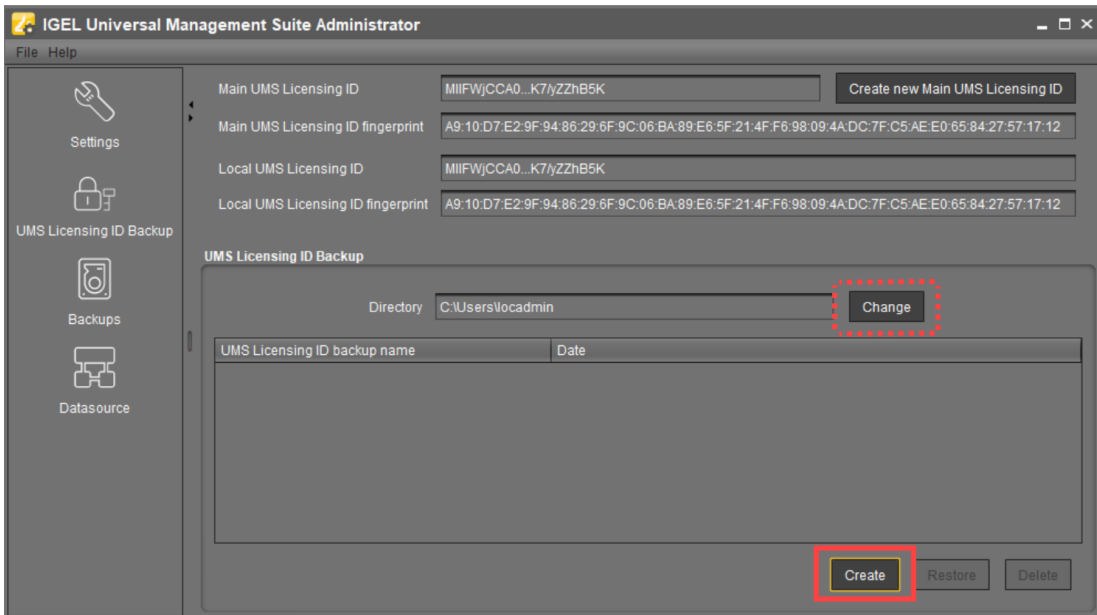 IGEL Universal Management Suite Administrator
File Help
Settings
UMS Licensing ID Backup
Backups
Datasource
Main UMS Licensing ID MIIFWjCCA0...K7/yZZhB5K Create new Main UMS Licensing ID
Main UMS Licensing ID fingerprint A9:10:D7:E2:9F:94:86:29:6F:9C:06:BA:89:E6:5F:21:4F:F6:98:09:4A:DC:7F:C5:AE:E0:65:84:27:57:17:12
Local UMS Licensing ID MIIFWjCCA0...K7/yZZhB5K
Local UMS Licensing ID fingerprint A9:10:D7:E2:9F:94:86:29:6F:9C:06:BA:89:E6:5F:21:4F:F6:98:09:4A:DC:7F:C5:AE:E0:65:84:27:57:17:12
UMS Licensing ID Backup
Directory C:\Users\locadmin Change
UMS Licensing ID backup name Date
Create Restore Delete